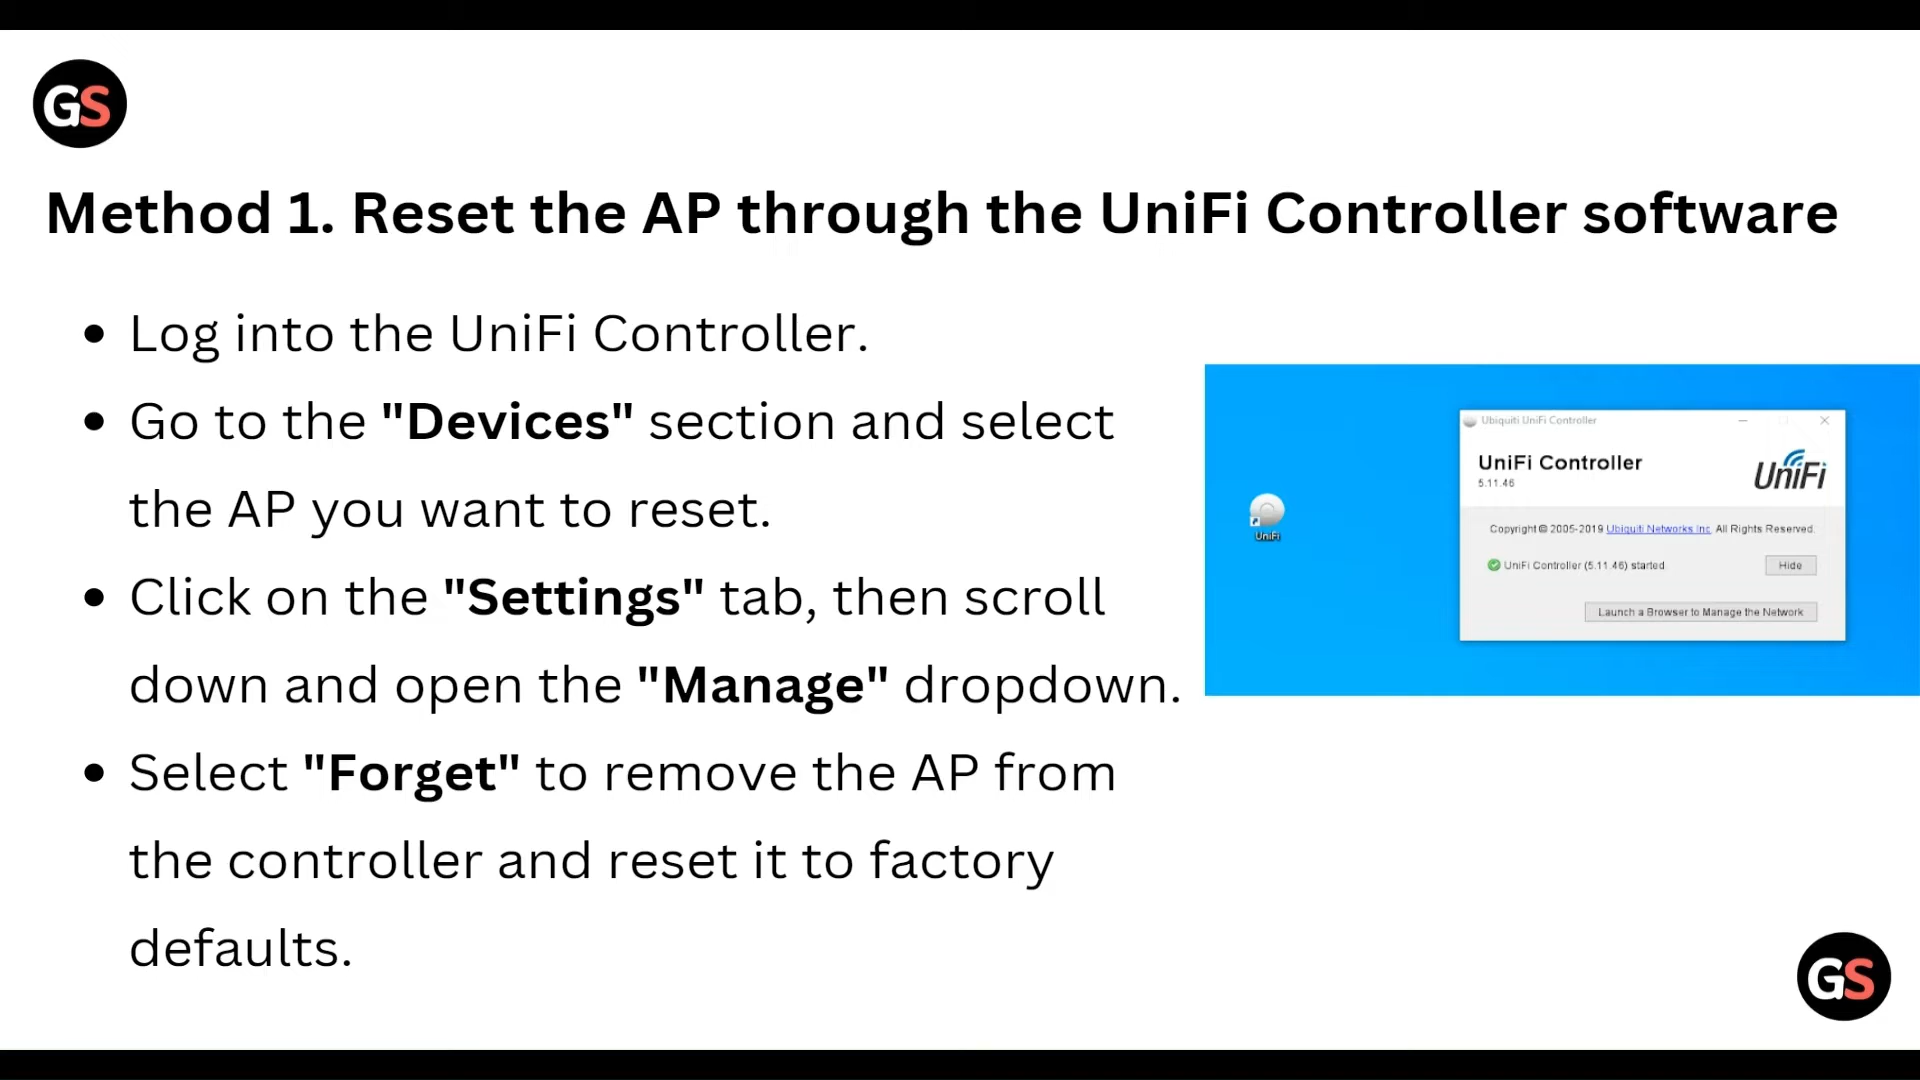 GS
Method 1. Reset the AP through the UniFi Controller software
• Log into the UniFi Controller.
• Go to the "Devices" section and select
the AP you want to reset.
• Click on the "Settings" tab, then scroll
down and open the "Manage" dropdown.
• Select "Forget" to remove the AP from
the controller and reset it to factory
defaults.
UniFi
Ubiquiti UniFi Controller
UniFi Controller
5.11.46
UniFi
Copyright © 2005-2019 Ubiquiti Networks Inc. All Rights Reserved.
UniFi Controller (5.11.46) started.
Hide
Launch a Browser to Manage the Network
GS